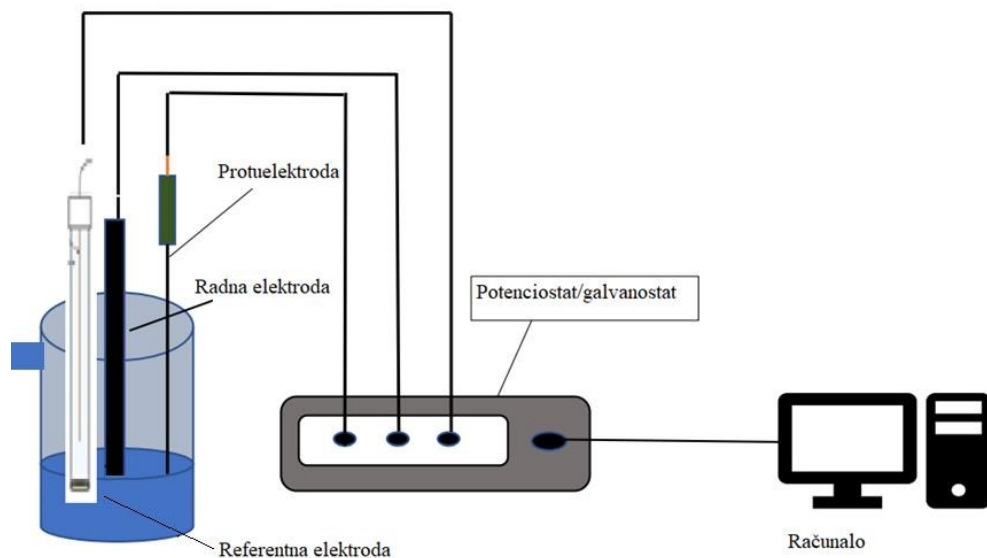 Protuelektroda
Radna elektroda
Potenciostat/galvanostat
Referentna elektroda
Računalo